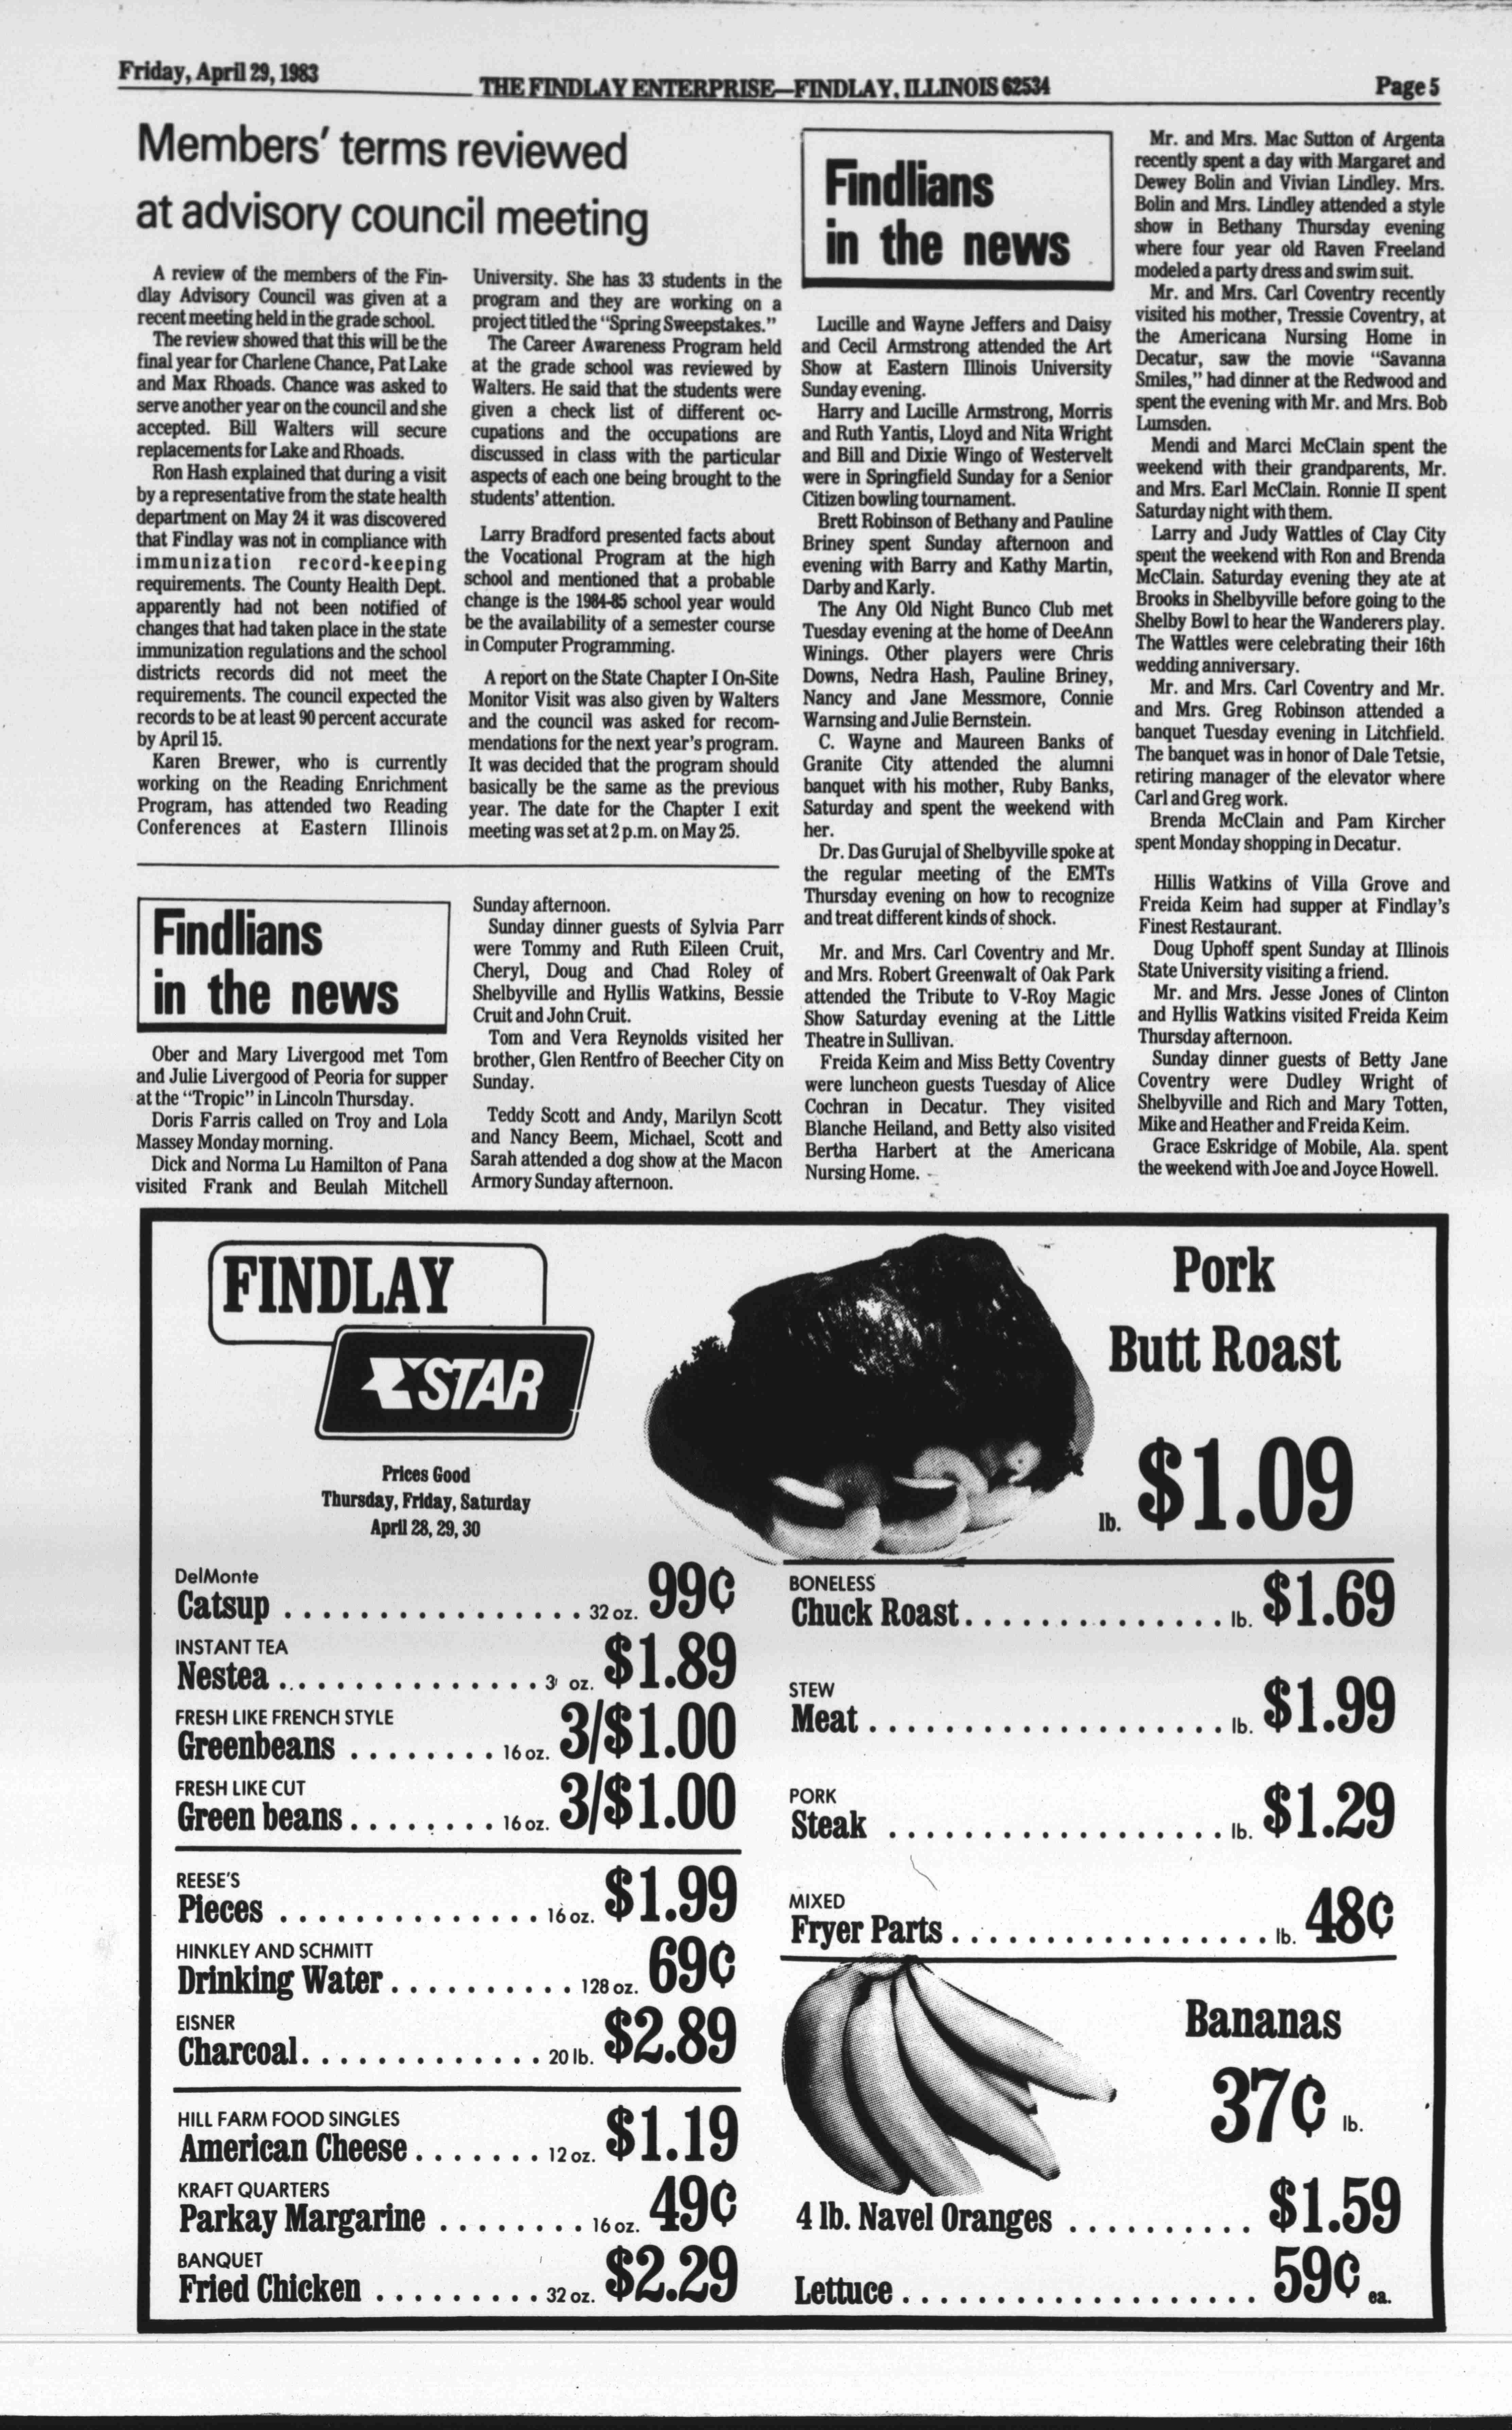 Friday, April 29, 1983
THE FINDLAY ENTERPRISE—FINDLAY, ILLINOIS 62534
Page 5
Members' terms reviewed
at advisory council meeting
A review of the members of the Fin-
dlay Advisory Council was given at a
recent meeting held in the grade school.
The review showed that this will be the
final year for Charlene Chance, Pat Lake
and Max Rhoads. Chance was asked to
serve another year on the council and she
accepted. Bill Walters will secure
replacements for Lake and Rhoads.
Ron Hash explained that during a visit
by a representative from the state health
department on May 24 it was discovered
that Findlay was not in compliance with
immunization record-keeping
requirements. The County Health Dept.
apparently had not been notified of
changes that had taken place in the state
immunization regulations and the school
districts records did not meet the
requirements. The council expected the
records to be at least 90 percent accurate
by April 15.
Karen Brewer, who is currently
working on the Reading Enrichment
Program, has attended two Reading
Conferences at Eastern Illinois
University. She has 33 students in the
program and they are working on a
project titled the "Spring Sweepstakes."
The Career Awareness Program held
at the grade school was reviewed by
Walters. He said that the students were
given a check list of different oc-
cupations and the occupations are
discussed in class with the particular
aspects of each one being brought to the
students' attention.
Larry Bradford presented facts about
the Vocational Program at the high
school and mentioned that a probable
change is the 1984-85 school year would
be the availability of a semester course
in Computer Programming.
A report on the State Chapter I On-Site
Monitor Visit was also given by Walters
and the council was asked for recom-
mendations for the next year's program.
It was decided that the program should
basically be the same as the previous
year. The date for the Chapter I exit
meeting was set at 2 p.m. on May 25.
Findlians
in the news
Ober and Mary Livergood met Tom
and Julie Livergood of Peoria for supper
at the "Tropic" in Lincoln Thursday.
Doris Farris called on Troy and Lola
Massey Monday morning.
Dick and Norma Lu Hamilton of Pana
visited Frank and Beulah Mitchell
Sunday afternoon.
Sunday dinner guests of Sylvia Parr
were Tommy and Ruth Eileen Cruit,
Cheryl, Doug and Chad Roley of
Shelbyville and Hyllis Watkins, Bessie
Cruit and John Cruit.
Tom and Vera Reynolds visited her
brother, Glen Rentfro of Beecher City on
Sunday.
Teddy Scott and Andy, Marilyn Scott
and Nancy Beem, Michael, Scott and
Sarah attended a dog show at the Macon
Armory Sunday afternoon.
Findlians
in the news
Lucille and Wayne Jeffers and Daisy
and Cecil Armstrong attended the Art
Show at Eastern Illinois University
Sunday evening.
Harry and Lucille Armstrong, Morris
and Ruth Yantis, Lloyd and Nita Wright
and Bill and Dixie Wingo of Westervelt
were in Springfield Sunday for a Senior
Citizen bowling tournament.
Brett Robinson of Bethany and Pauline
Briney spent Sunday afternoon and
evening with Barry and Kathy Martin,
Darby and Karly.
The Any Old Night Bunco Club met
Tuesday evening at the home of DeeAnn
Winings. Other players were Chris
Downs, Nedra Hash, Pauline Briney,
Nancy and Jane Messmore, Connie
Warnsing and Julie Bernstein.
C. Wayne and Maureen Banks of
Granite City attended the alumni
banquet with his mother, Ruby Banks,
Saturday and spent the weekend with
her.
Dr. Das Gurujal of Shelbyville spoke at
the regular meeting of the EMTs
Thursday evening on how to recognize
and treat different kinds of shock.
Mr. and Mrs. Carl Coventry and Mr.
and Mrs. Robert Greenwalt of Oak Park
attended the Tribute to V-Roy Magic
Show Saturday evening at the Little
Theatre in Sullivan.
Freida Keim and Miss Betty Coventry
were luncheon guests Tuesday of Alice
Cochran in Decatur. They visited
Blanche Heiland, and Betty also visited
Bertha Harbert at the Americana
Nursing Home.
Mr. and Mrs. Mac Sutton of Argenta
recently spent a day with Margaret and
Dewey Bolin and Vivian Lindley. Mrs.
Bolin and Mrs. Lindley attended a style
show in Bethany Thursday evening
where four year old Raven Freeland
modeled a party dress and swim suit.
Mr. and Mrs. Carl Coventry recently
visited his mother, Tressie Coventry, at
the Americana Nursing Home in
Decatur, saw the movie "Savanna
Smiles," had dinner at the Redwood and
spent the evening with Mr. and Mrs. Bob
Lumsden.
Mendi and Marci McClain spent the
weekend with their grandparents, Mr.
and Mrs. Earl McClain. Ronnie II spent
Saturday night with them.
Larry and Judy Wattles of Clay City
spent the weekend with Ron and Brenda
McClain. Saturday evening they ate at
Brooks in Shelbyville before going to the
Shelby Bowl to hear the Wanderers play.
The Wattles were celebrating their 16th
wedding anniversary.
Mr. and Mrs. Carl Coventry and Mr.
and Mrs. Greg Robinson attended a
banquet Tuesday evening in Litchfield.
The banquet was in honor of Dale Tetsie,
retiring manager of the elevator where
Carl and Greg work.
Brenda McClain and Pam Kircher
spent Monday shopping in Decatur.
Hillis Watkins of Villa Grove and
Freida Keim had supper at Findlay's
Finest Restaurant.
Doug Uphoff spent Sunday at Illinois
State University visiting a friend.
Mr. and Mrs. Jesse Jones of Clinton
and Hyllis Watkins visited Freida Keim
Thursday afternoon.
Sunday dinner guests of Betty Jane
Coventry were Dudley Wright of
Shelbyville and Rich and Mary Totten,
Mike and Heather and Freida Keim.
Grace Eskridge of Mobile, Ala. spent
the weekend with Joe and Joyce Howell.
FINDLAY
STAR
Prices Good
Thursday, Friday, Saturday
April 28, 29, 30
Pork
Butt Roast
lb. $1.09
DelMonte
Catsup ................ 32 oz. 99¢
INSTANT TEA
Nestea ............... 3 oz. $1.89
FRESH LIKE FRENCH STYLE
Greenbeans ........ 16 oz. 3/$1.00
FRESH LIKE CUT
Green beans ........ 16 oz. 3/$1.00
REESE'S
Pieces .............. 16 oz. $1.99
HINKLEY AND SCHMITT
Drinking Water .......... 128 oz. 69¢
EISNER
Charcoal ............. 20 lb. $2.89
HILL FARM FOOD SINGLES
American Cheese ....... 12 oz. $1.19
KRAFT QUARTERS
Parkay Margarine ........ 16 oz. 49¢
BANQUET
Fried Chicken ......... 32 oz. $2.29
BONELESS
Chuck Roast .............. lb. $1.69
STEW
Meat ................... lb. $1.99
PORK
Steak .................. lb. $1.29
MIXED
Fryer Parts ................. lb. 48¢
Bananas
37¢ lb.
4 lb. Navel Oranges .......... $1.59
Lettuce ................... 59¢ ea.